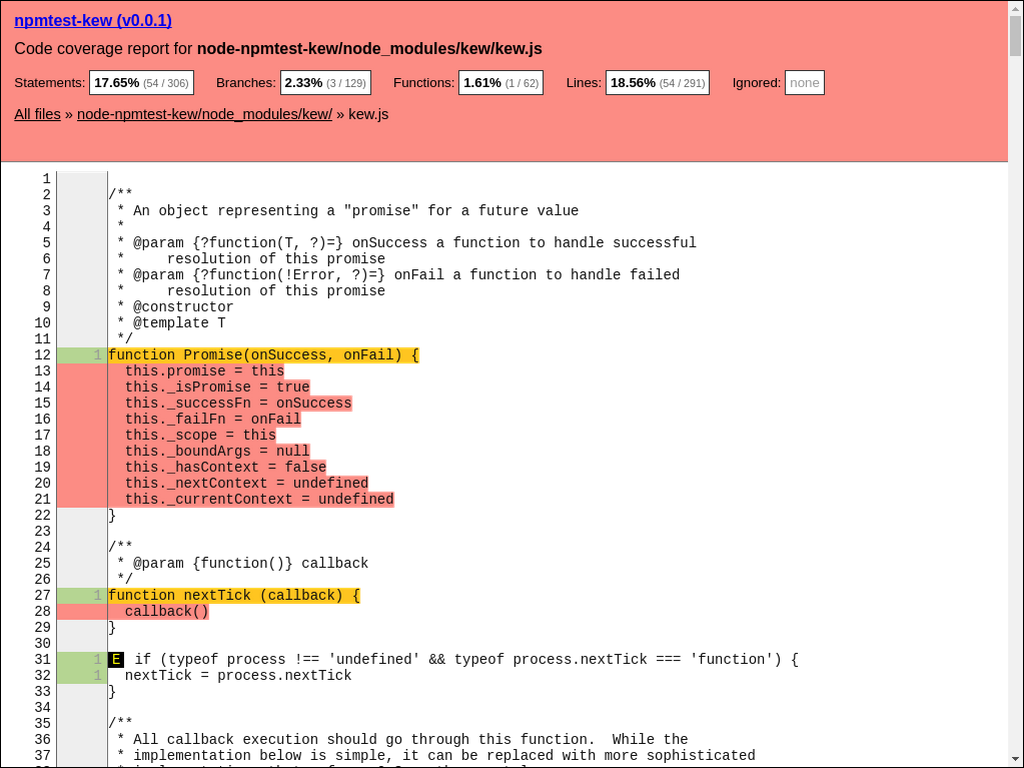 npmtest-kew (v0.0.1)
Code coverage report for node-npmtest-kew/node_modules/kew/kew.js
Statements: 17.65% (54 / 306) Branches: 2.33% (3 / 129) Functions: 1.61% (1 / 62) Lines: 18.56% (54 / 291) Ignored: none
All files » node-npmtest-kew/node_modules/kew/ » kew.js
1
2 /**
3  * An object representing a "promise" for a future value
4  *
5  * @param {?function(T, ?)=} onSuccess a function to handle successful
6  *     resolution of this promise
7  * @param {?function(!Error, ?)=} onFail a function to handle failed
8  *     resolution of this promise
9  * @constructor
10  * @template T
11  */
12 1 function Promise(onSuccess, onFail) {
13   this.promise = this
14   this._isPromise = true
15   this._successFn = onSuccess
16   this._failFn = onFail
17   this._scope = this
18   this._boundArgs = null
19   this._hasContext = false
20   this._nextContext = undefined
21   this._currentContext = undefined
22 }
23
24 /**
25  * @param {function()} callback
26  */
27 1 function nextTick (callback) {
28   callback()
29 }
30
31 1 E if (typeof process !== 'undefined' && typeof process.nextTick === 'function') {
32 1   nextTick = process.nextTick
33 }
34
35 /**
36  * All callback execution should go through this function.  While the
37  * implementation below is simple, it can be replaced with more sophisticated